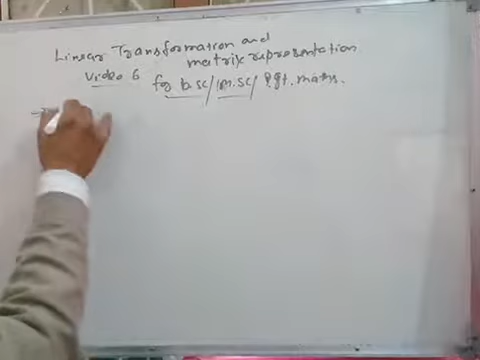 Linear Transformation and
matrix representation
Video 6
for b.sc/m.sc/ Pgt. maths.